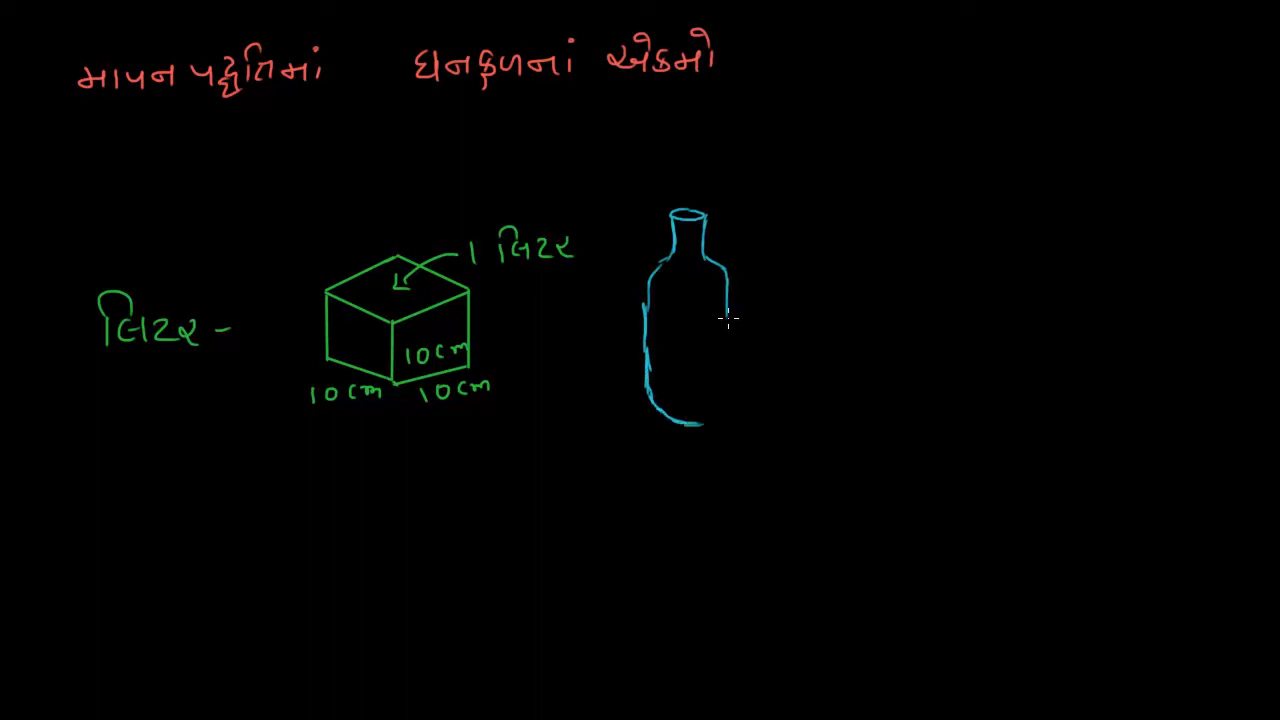 માપન પદ્ધતિમાં ઘનફળનાં એકમો
1 લિટર
લિટર -
10cm
10cm 10cm